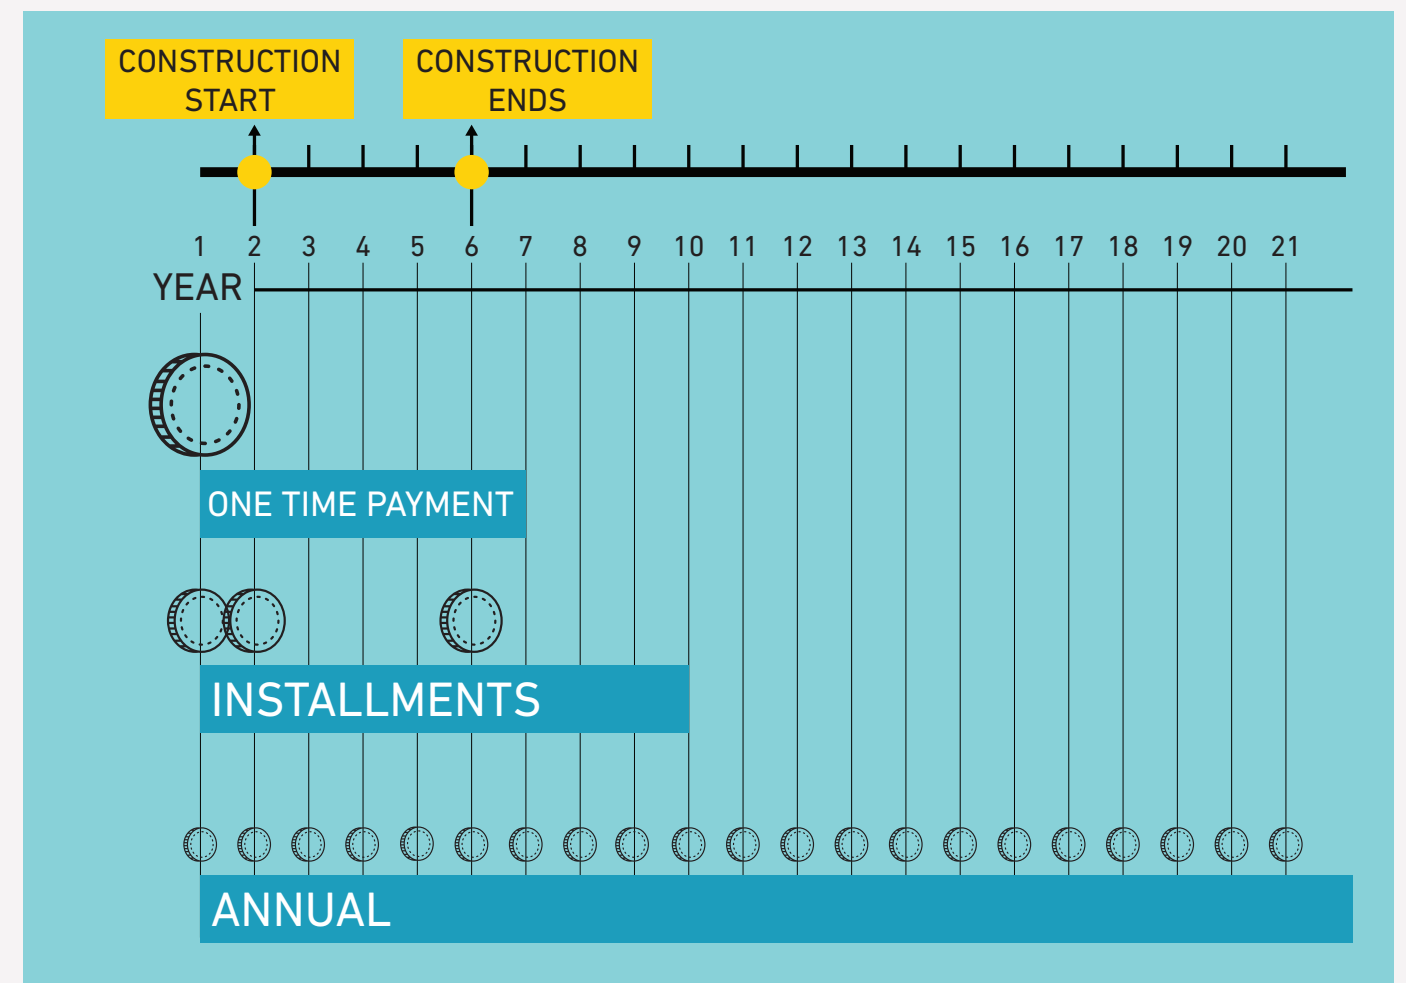 CONSTRUCTION
START
CONSTRUCTION
ENDS
1 2 3 4 5 6 7 8 9 10 11 12 13 14 15 16 17 18 19 20 21
YEAR
ONE TIME PAYMENT
INSTALLMENTS
ANNUAL